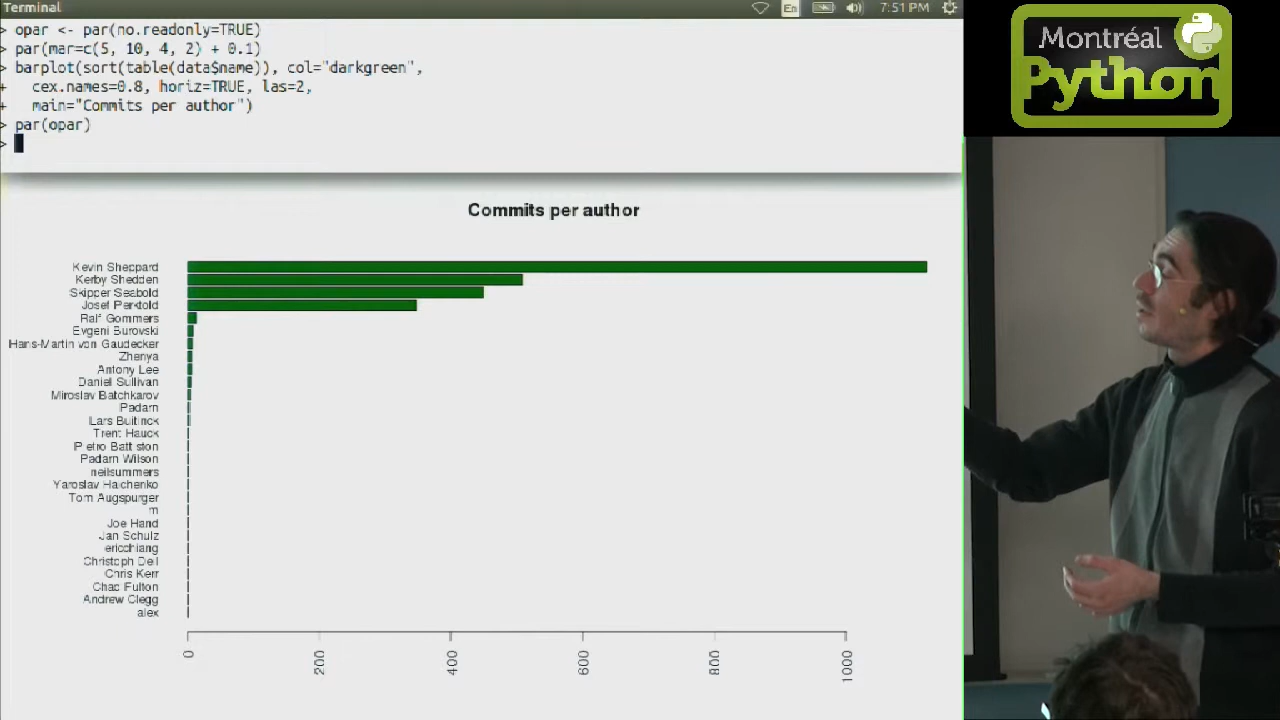 Terminal
En
7:51 PM
> opar <- par(no.readonly=TRUE)
> par(mar=c(5, 10, 4, 2) + 0.1)
> barplot(sort(table(data$name)), col="darkgreen",
+   cex.names=0.8, horiz=TRUE, las=2,
+   main="Commits per author")
> par(opar)
>
Montréal
Python
Commits per author
Kevin Sheppard
Kerby Shedden
Skipper Seabold
Josef Perktold
Ralf Gommers
Evgeni Burovski
Hans-Martin von Gaudecker
Zhenya
Antony Lee
Daniel Sullivan
Miroslav Batchkarov
Padarn
Lars Buitinck
Trent Hauck
Pietro Battiston
Padarn Wilson
neilsummers
Yaroslav Halchenko
Tom Augspurger
m
Joe Hand
Jan Schulz
ericchiang
Christoph Deil
Chris Kerr
Chad Fulton
Andrew Clegg
alex
0
200
400
600
800
1000